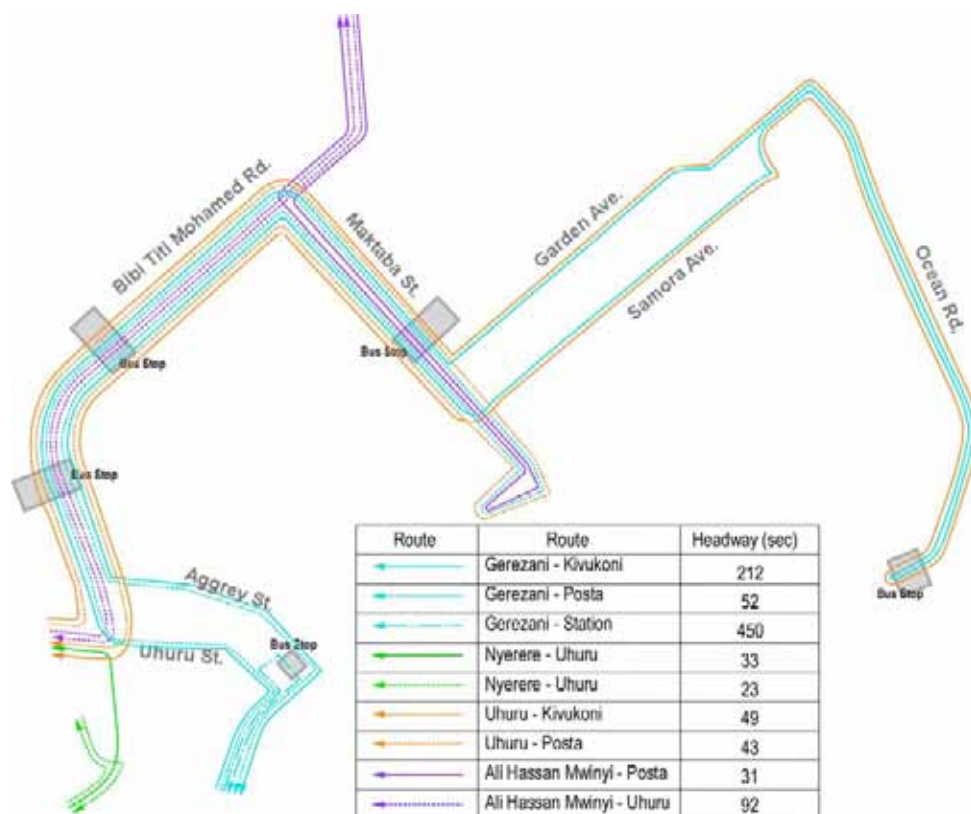 Bibi Titi Mohamed Rd.
Maktaba St.
Garden Ave.
Samora Ave.
Ocean Rd.
Bus Stop
Bus Stop
Bus Stop
Bus Stop
Aggrey St.
Bus Stop
Uhuru St.
Route Route Headway (sec)
Gerezani - Kivukoni 212
Gerezani - Posta 52
Gerezani - Station 450
Nyerere - Uhuru 33
Nyerere - Uhuru 23
Uhuru - Kivukoni 49
Uhuru - Posta 43
Ali Hassan Mwinyi - Posta 31
Ali Hassan Mwinyi - Uhuru 92